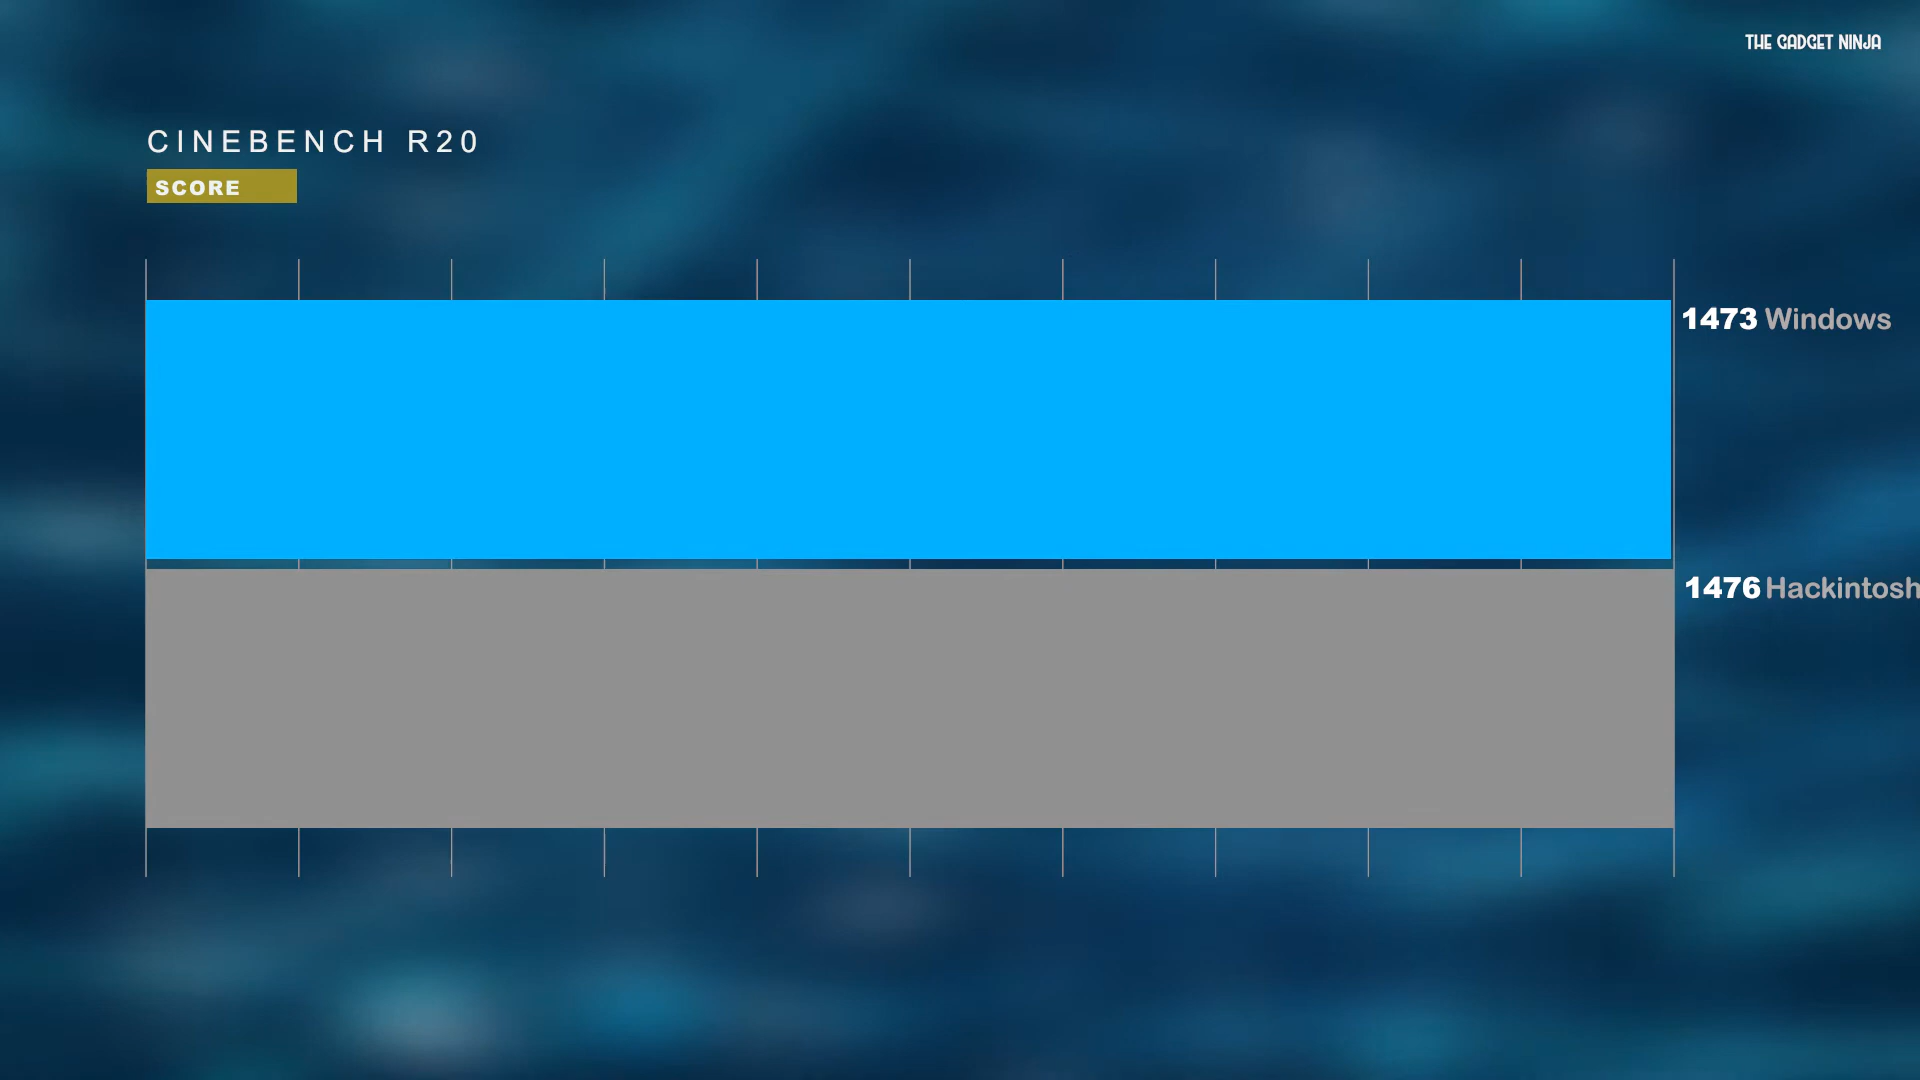 THE GADGET NINJA
CINEBENCH R20
SCORE
1473 Windows
1476 Hackintosh